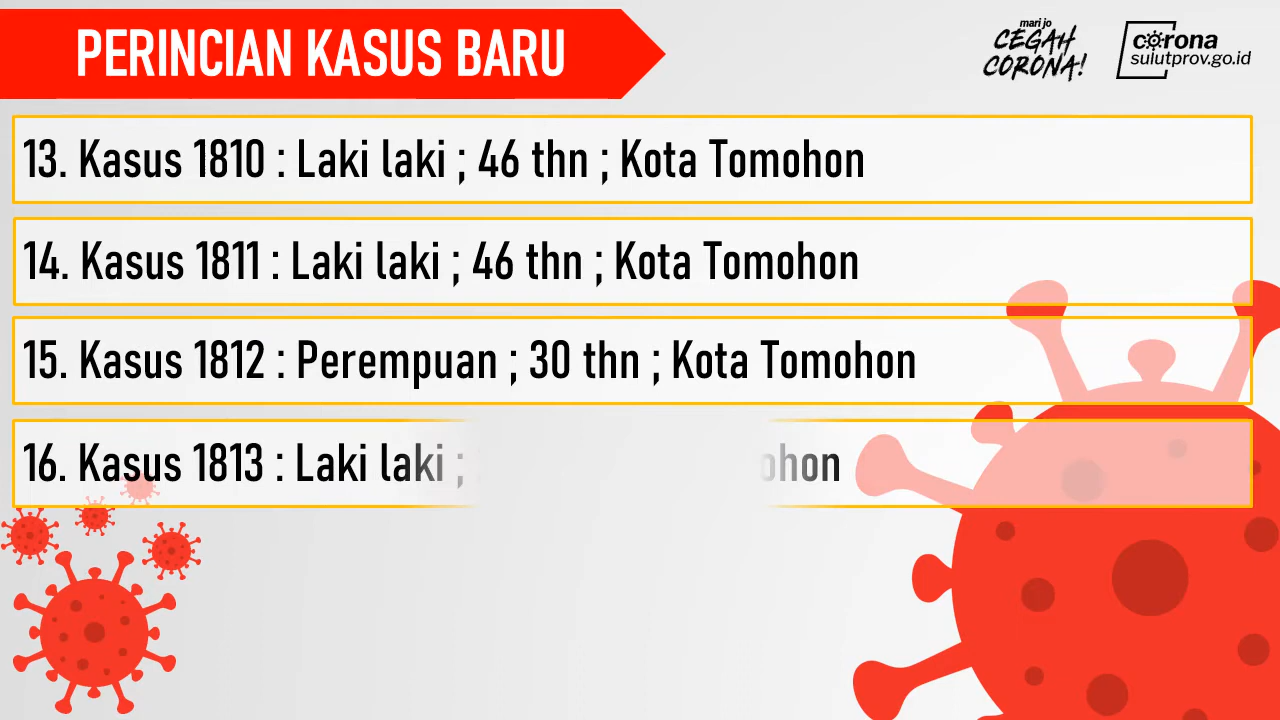 PERINCIAN KASUS BARU
mari jo
CEGAH
CORONA!
corona
sulutprov.go.id
13. Kasus 1810 : Laki laki ; 46 thn ; Kota Tomohon
14. Kasus 1811 : Laki laki ; 46 thn ; Kota Tomohon
15. Kasus 1812 : Perempuan ; 30 thn ; Kota Tomohon
16. Kasus 1813 : Laki laki ;